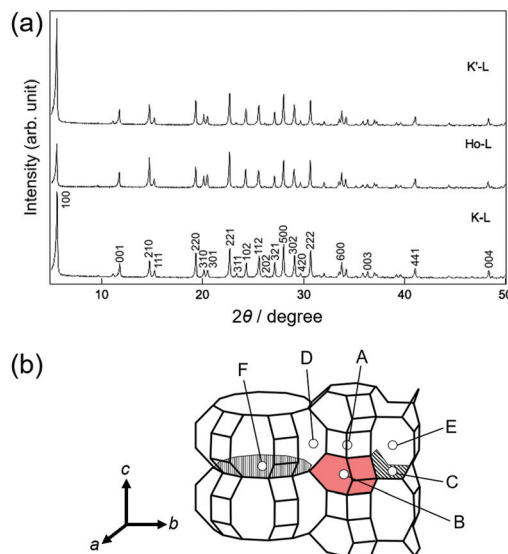 (a)
Intensity (arb. unit)
K'-L
Ho-L
K-L
100
001
210
111
220
310
301
221
311
102
112
202
321
500
302
420
222
600
003
441
004
10 20 30 40 50
2θ / degree
(b)
F D A
E
C
B
c
a b